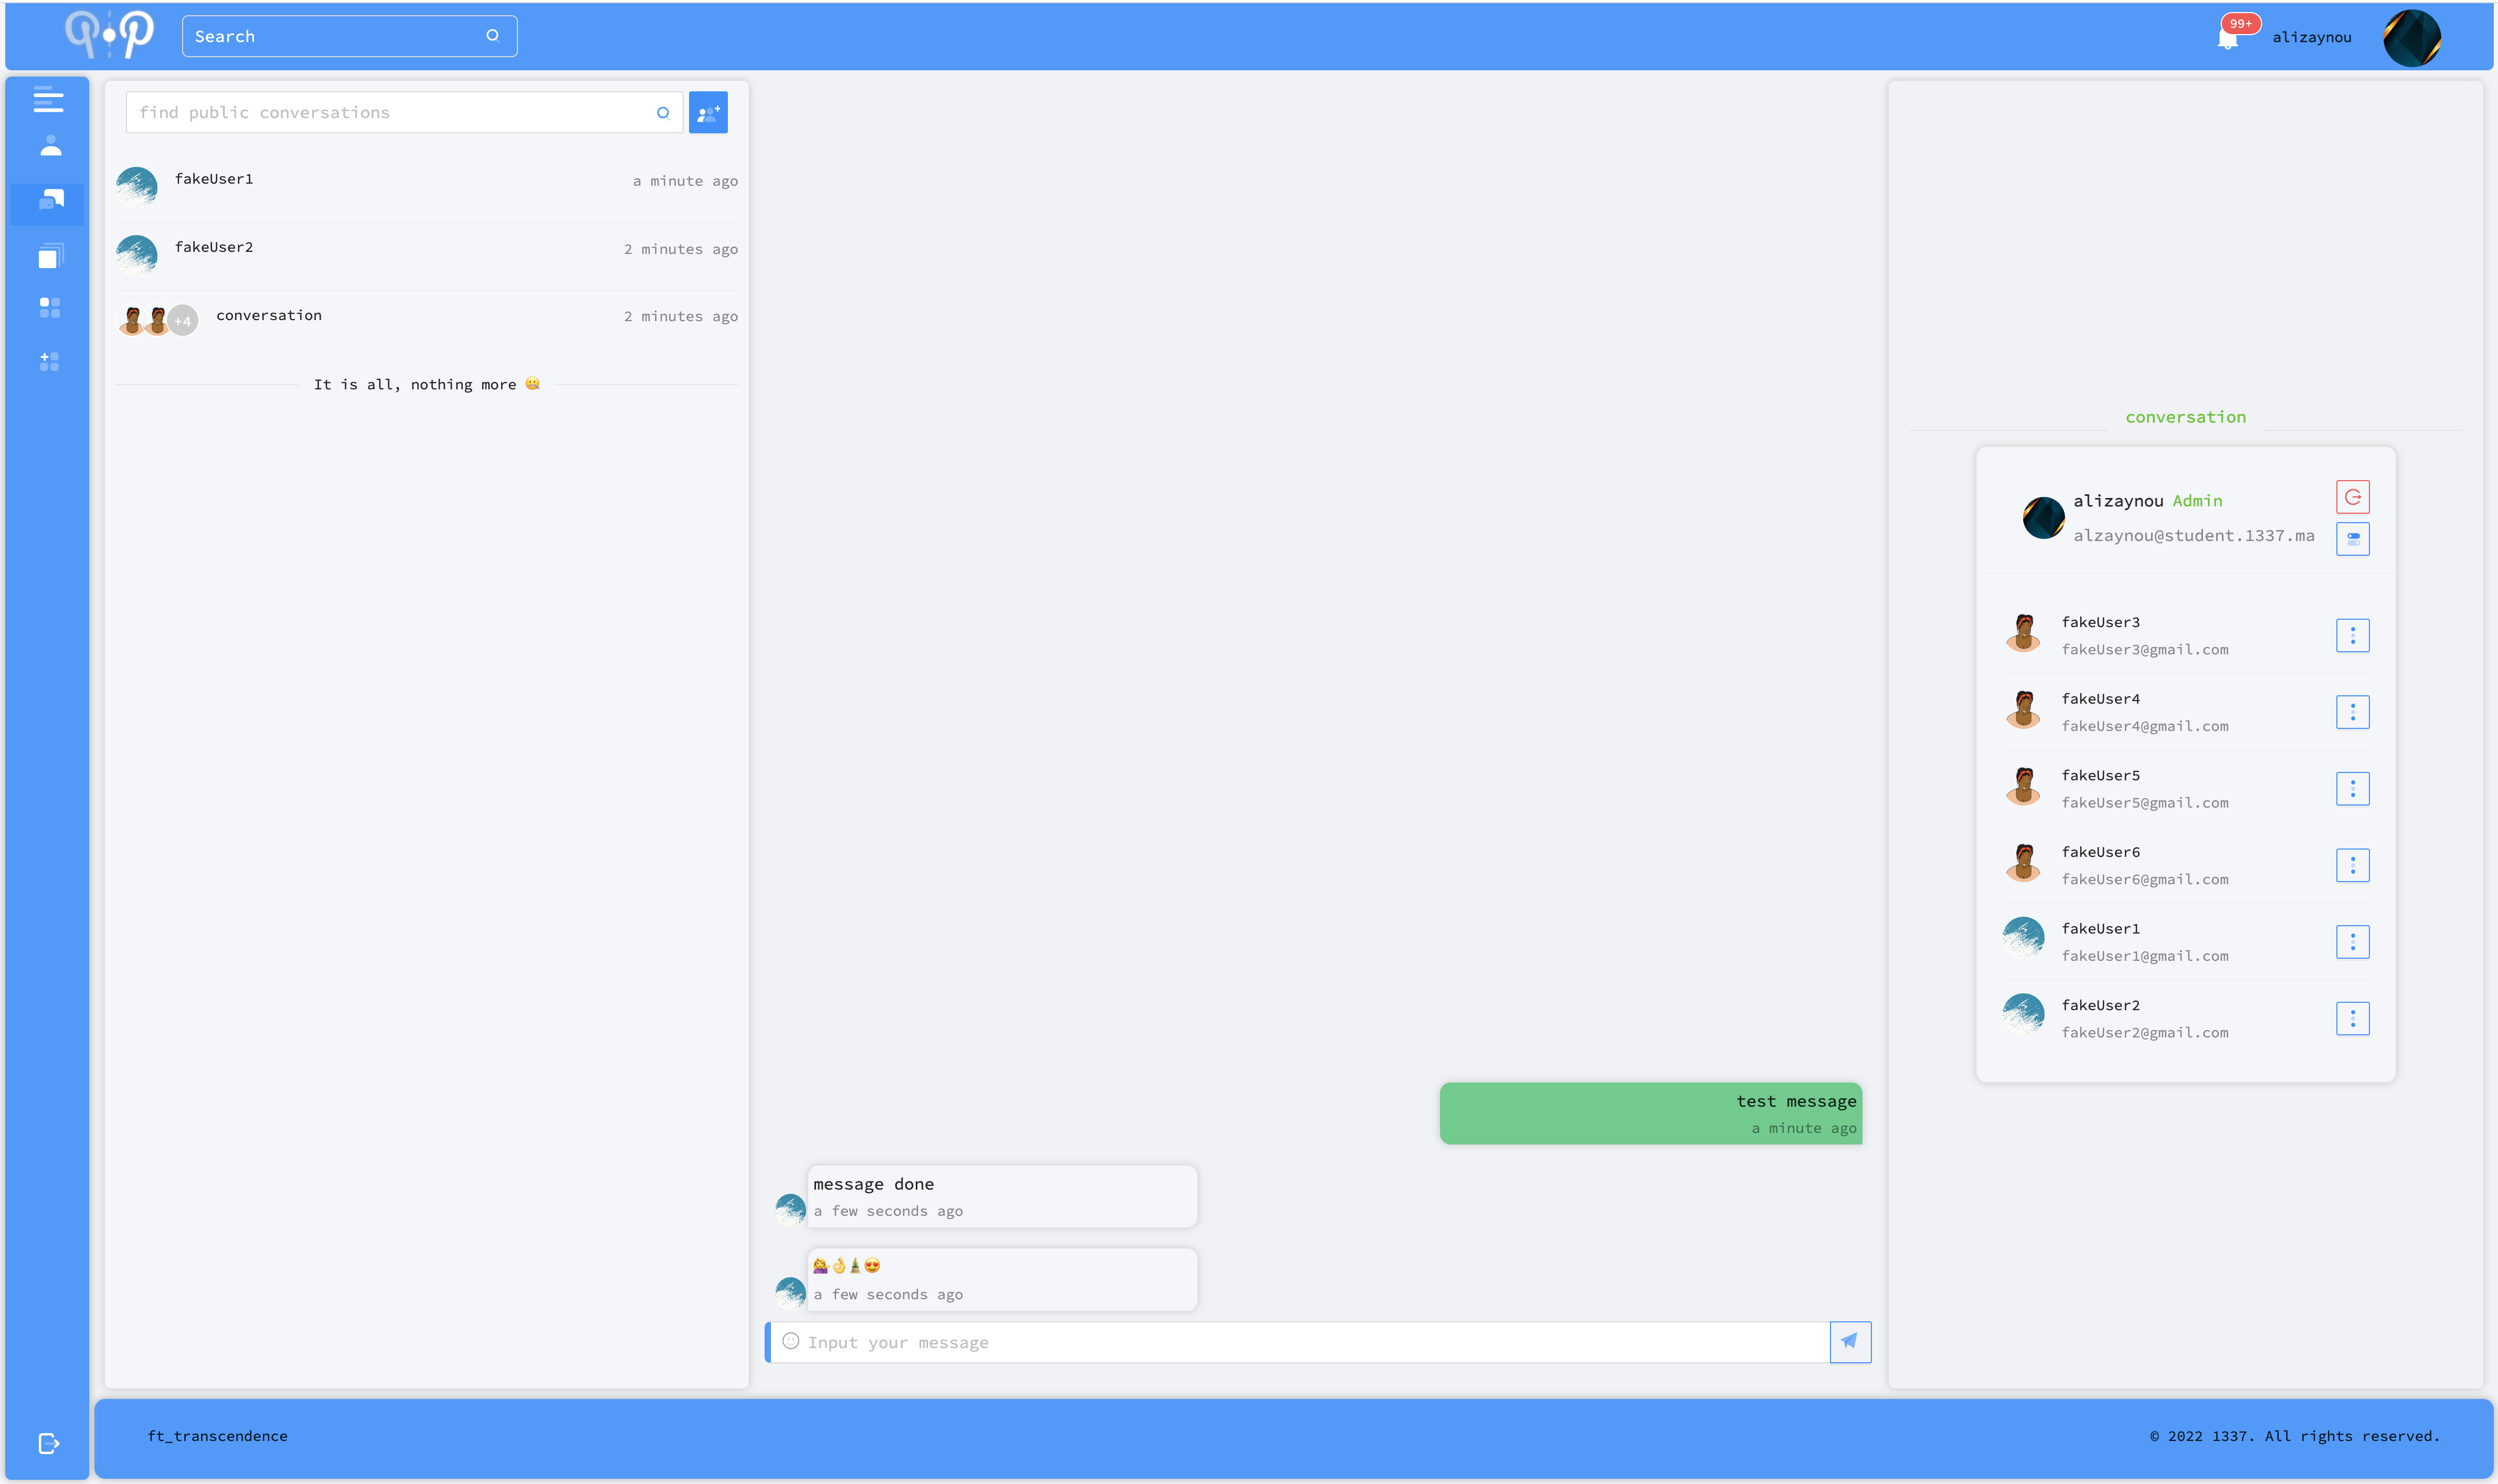 Search
99+
alizaynou
find public conversations
fakeUser1
a minute ago
fakeUser2
2 minutes ago
+4
conversation
2 minutes ago
It is all, nothing more 🤐
conversation
alizaynou Admin
alzaynou@student.1337.ma
fakeUser3
fakeUser3@gmail.com
fakeUser4
fakeUser4@gmail.com
fakeUser5
fakeUser5@gmail.com
fakeUser6
fakeUser6@gmail.com
fakeUser1
fakeUser1@gmail.com
fakeUser2
fakeUser2@gmail.com
test message
a minute ago
message done
a few seconds ago
a few seconds ago
Input your message
ft_transcendence
© 2022 1337. All rights reserved.